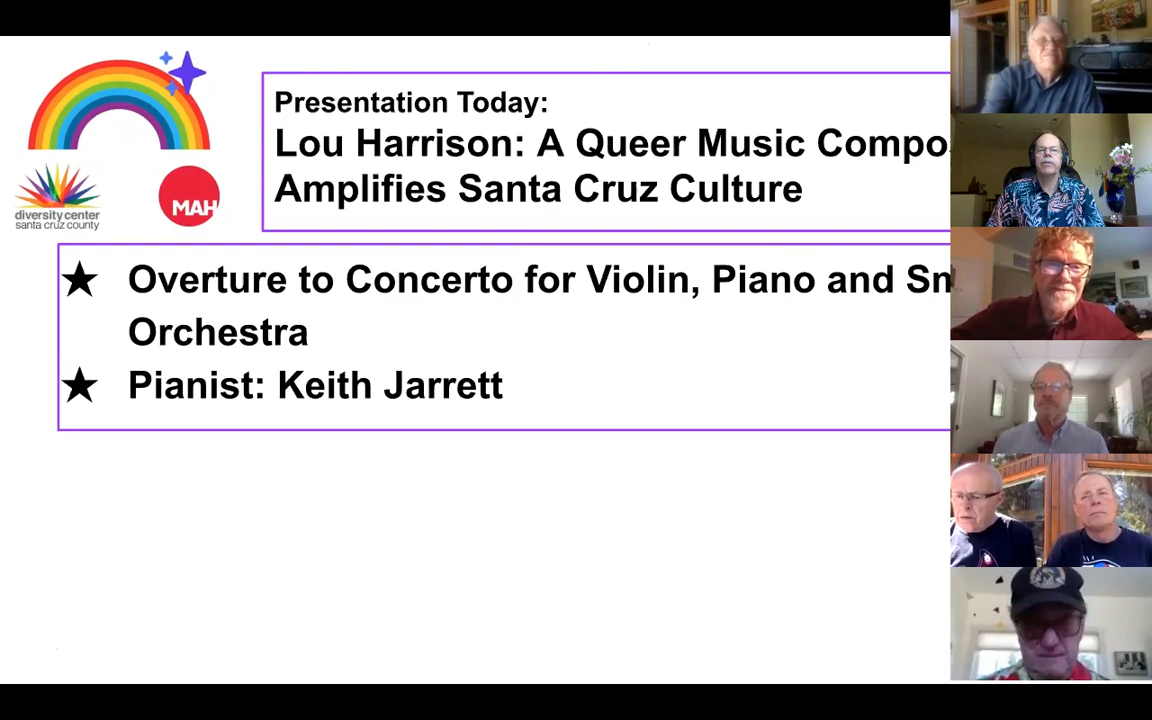 Presentation Today:
Lou Harrison: A Queer Music Compo
Amplifies Santa Cruz Culture
diversity center
santa cruz county
MAH
★ Overture to Concerto for Violin, Piano and Sm
Orchestra
★ Pianist: Keith Jarrett